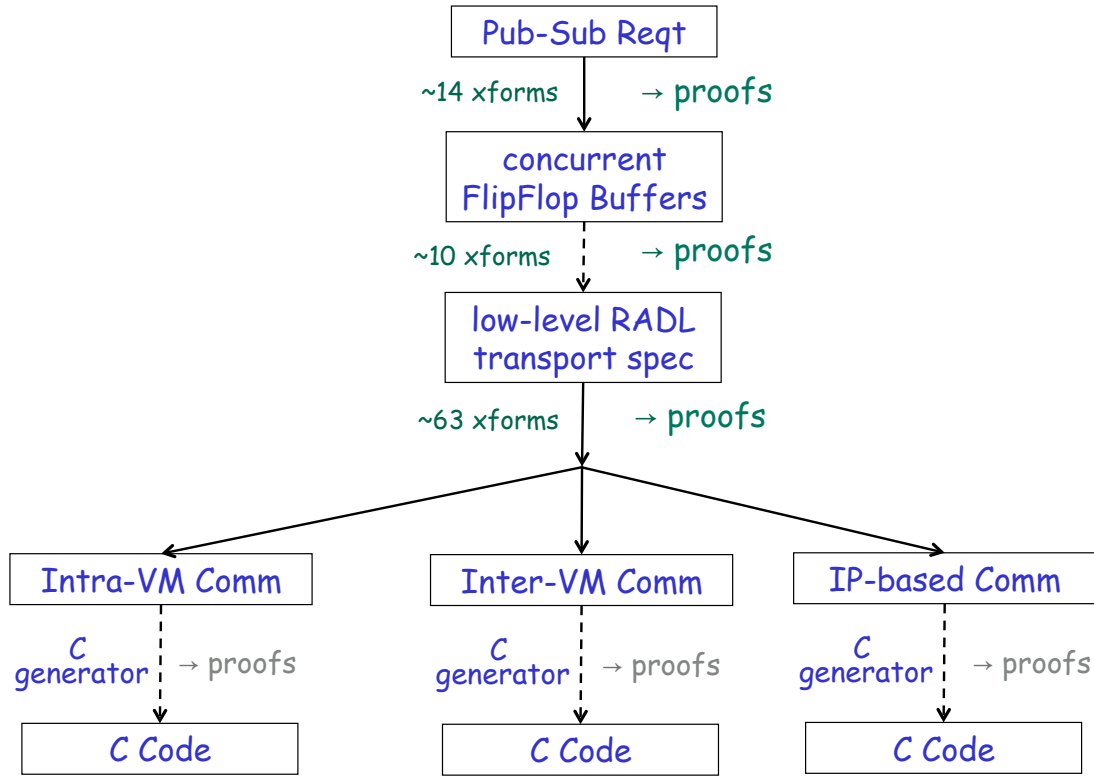 Pub-Sub Reqt
~14 xforms → proofs
concurrent
FlipFlop Buffers
~10 xforms → proofs
low-level RADL
transport spec
~63 xforms → proofs
Intra-VM Comm
Inter-VM Comm
IP-based Comm
C
generator → proofs
C
generator → proofs
C
generator → proofs
C Code
C Code
C Code